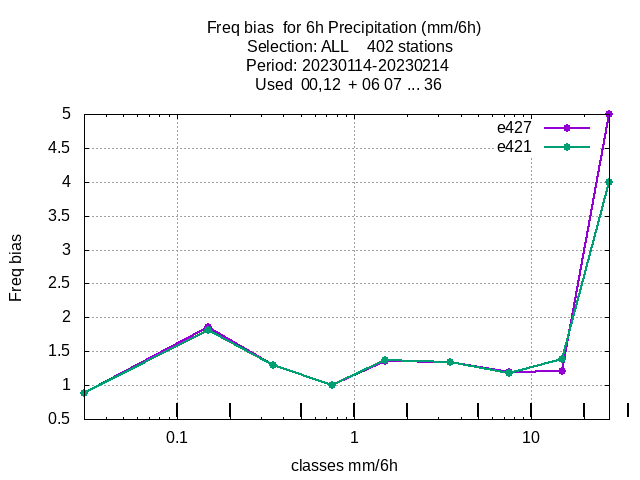 Freq bias  for 6h Precipitation (mm/6h)
Selection: ALL    402 stations
Period: 20230114-20230214
Used  00,12  + 06 07 ... 36
e427
e421
5
4.5
4
3.5
3
2.5
2
1.5
1
0.5
Freq bias
0.1
1
10
classes mm/6h